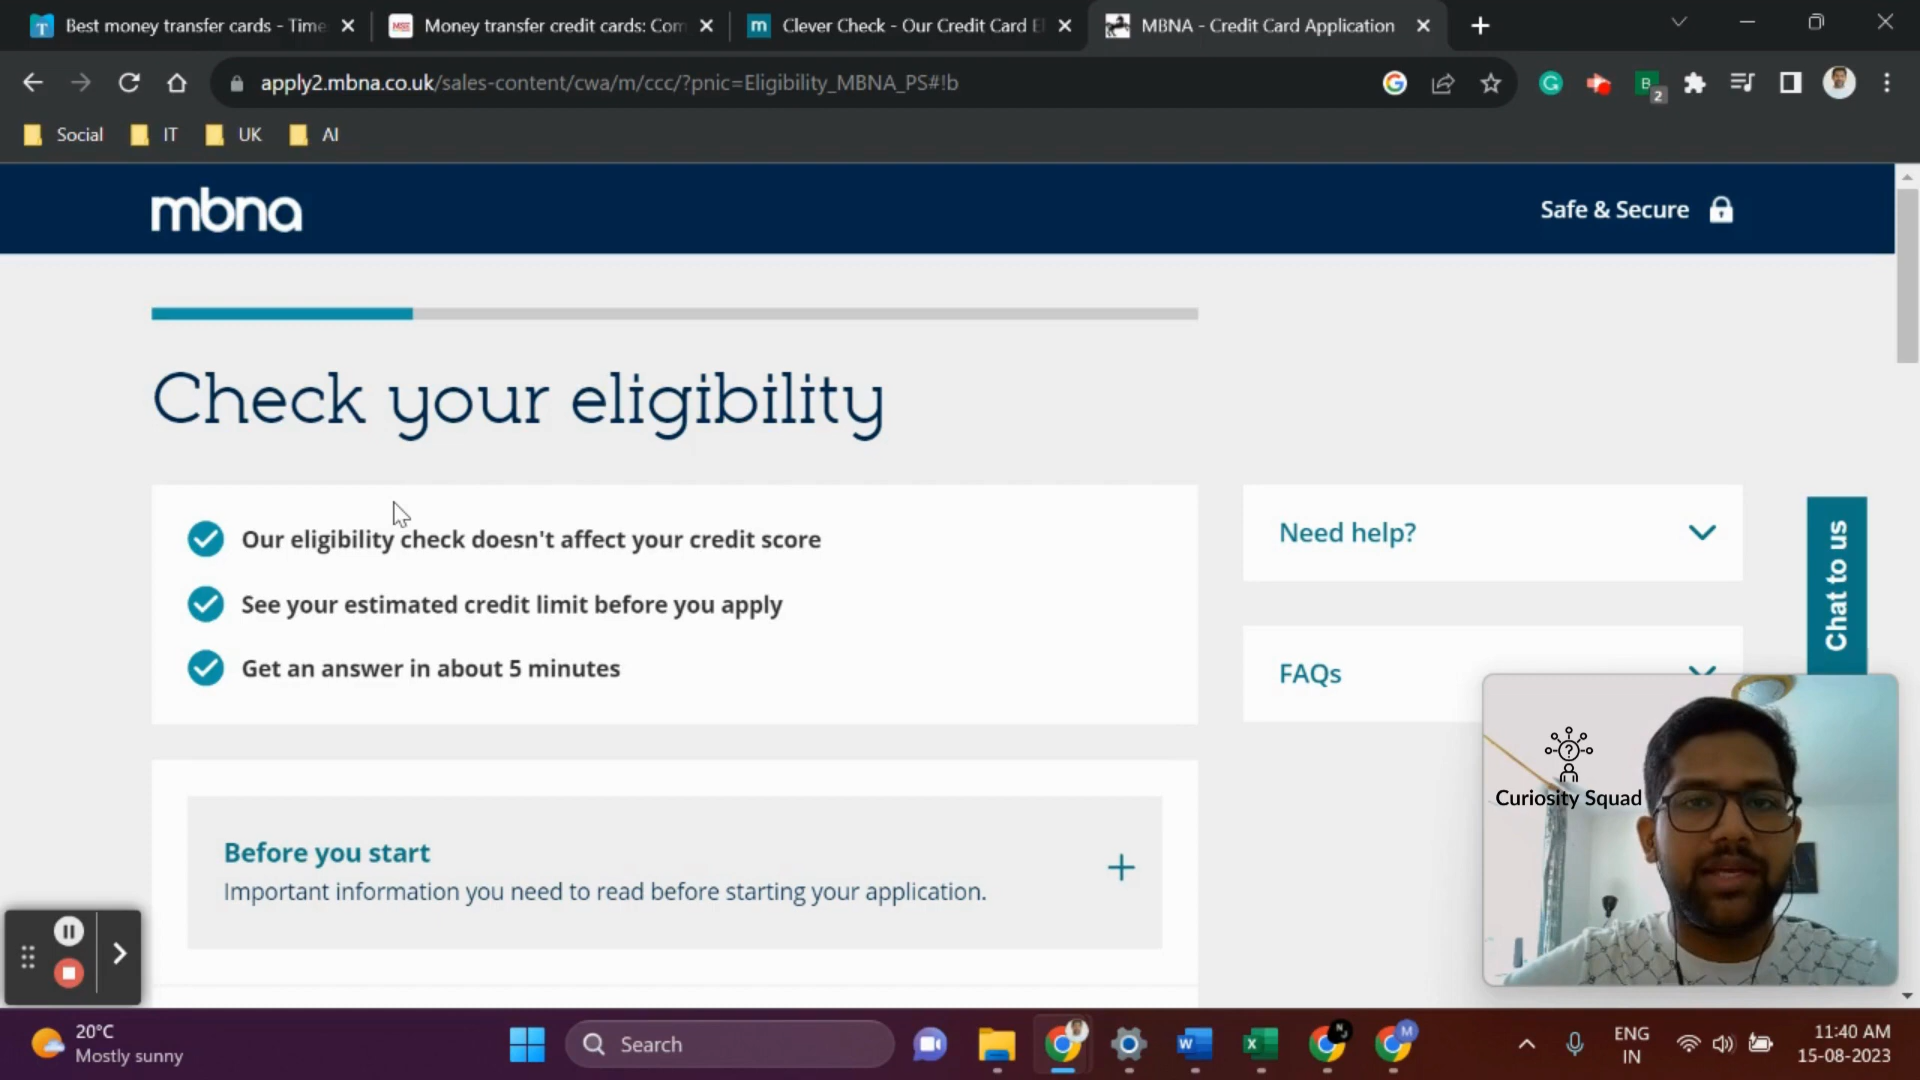 Best money transfer cards - Time
Money transfer credit cards: Com
Clever Check - Our Credit Card El
MBNA - Credit Card Application
apply2.mbna.co.uk/sales-content/cwa/m/ccc/?pnic=Eligibility_MBNA_PS#!b
2
Social
IT
UK
AI
mbna
Safe & Secure
Check your eligibility
Our eligibility check doesn't affect your credit score
See your estimated credit limit before you apply
Get an answer in about 5 minutes
Need help?
FAQs
Chat to us
Before you start
Important information you need to read before starting your application.
Curiosity Squad
20°C
Mostly sunny
Search
ENG
IN
11:40 AM
15-08-2023